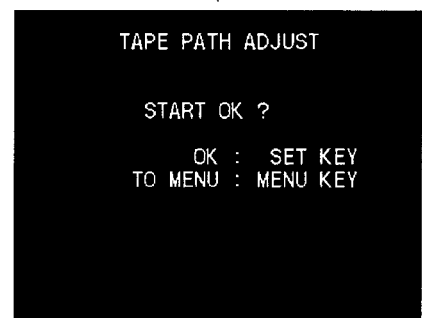 TAPE PATH ADJUST
START OK ?
OK : SET KEY
TO MENU : MENU KEY